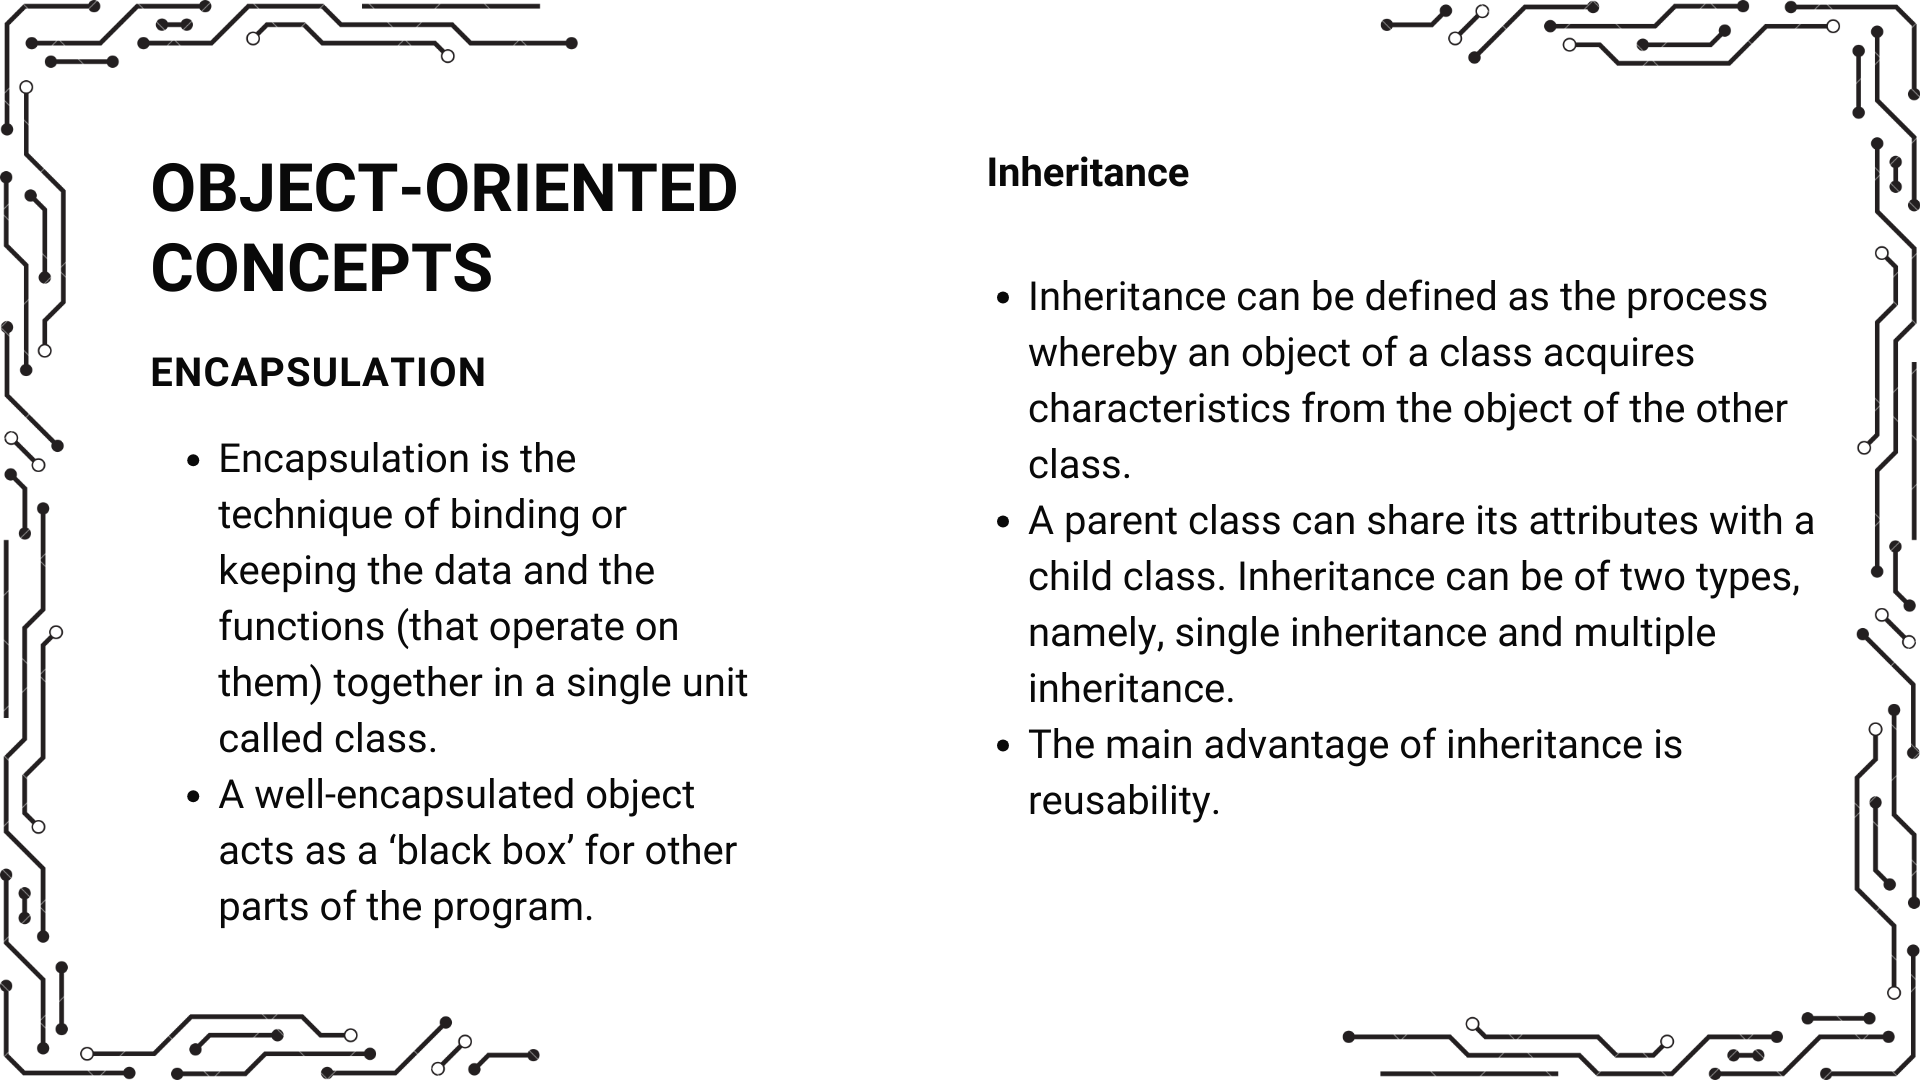 OBJECT-ORIENTED
CONCEPTS
ENCAPSULATION
• Encapsulation is the
technique of binding or
keeping the data and the
functions (that operate on
them) together in a single unit
called class.
• A well-encapsulated object
acts as a ‘black box’ for other
parts of the program.
Inheritance
• Inheritance can be defined as the process
whereby an object of a class acquires
characteristics from the object of the other
class.
• A parent class can share its attributes with a
child class. Inheritance can be of two types,
namely, single inheritance and multiple
inheritance.
• The main advantage of inheritance is
reusability.